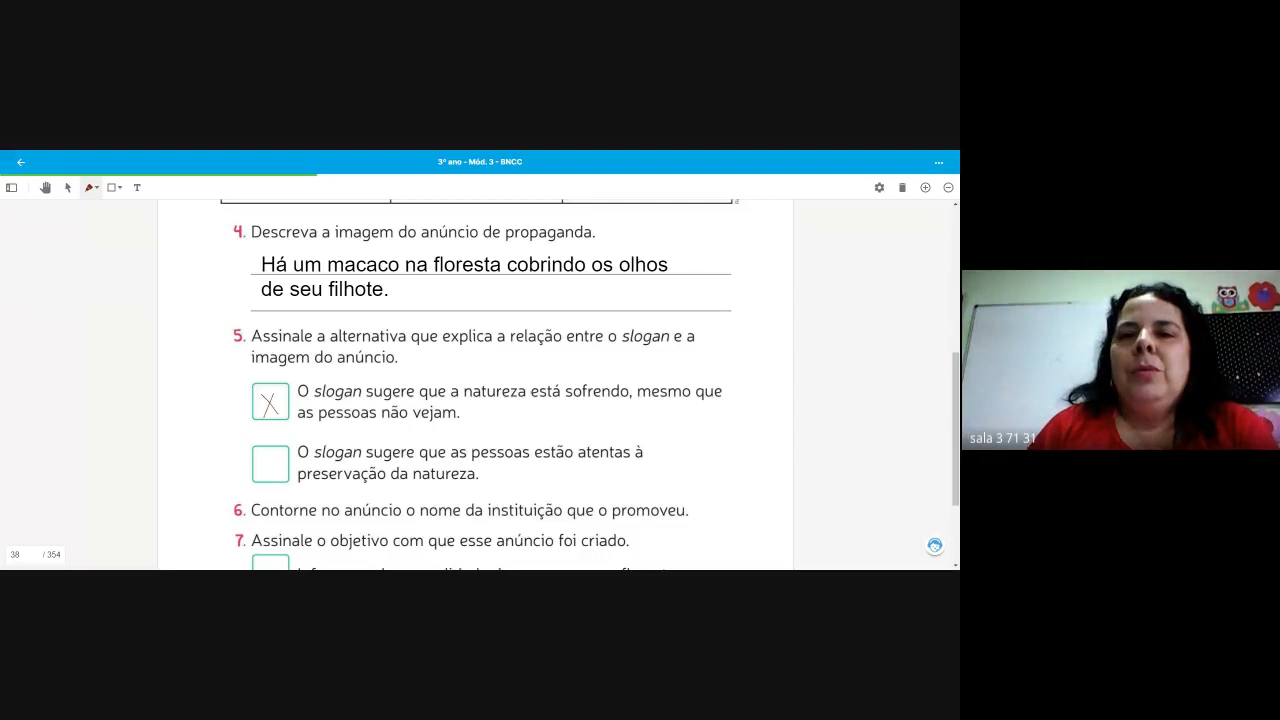 3º ano - Mód. 3 - BNCC
T
4. Descreva a imagem do anúncio de propaganda.
Há um macaco na floresta cobrindo os olhos
de seu filhote.
5. Assinale a alternativa que explica a relação entre o slogan e a
imagem do anúncio.
X
O slogan sugere que a natureza está sofrendo, mesmo que
as pessoas não vejam.
O slogan sugere que as pessoas estão atentas à
preservação da natureza.
6. Contorne no anúncio o nome da instituição que o promoveu.
7. Assinale o objetivo com que esse anúncio foi criado.
38 / 354
sala 3 71 31